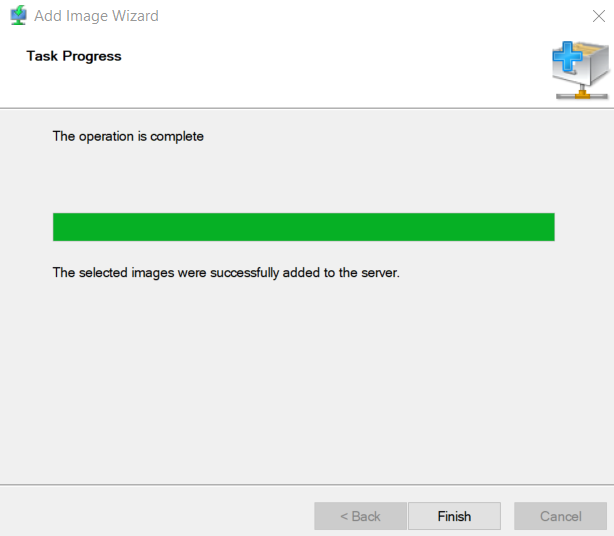 Add Image Wizard
Task Progress
The operation is complete
The selected images were successfully added to the server.
< Back
Finish
Cancel